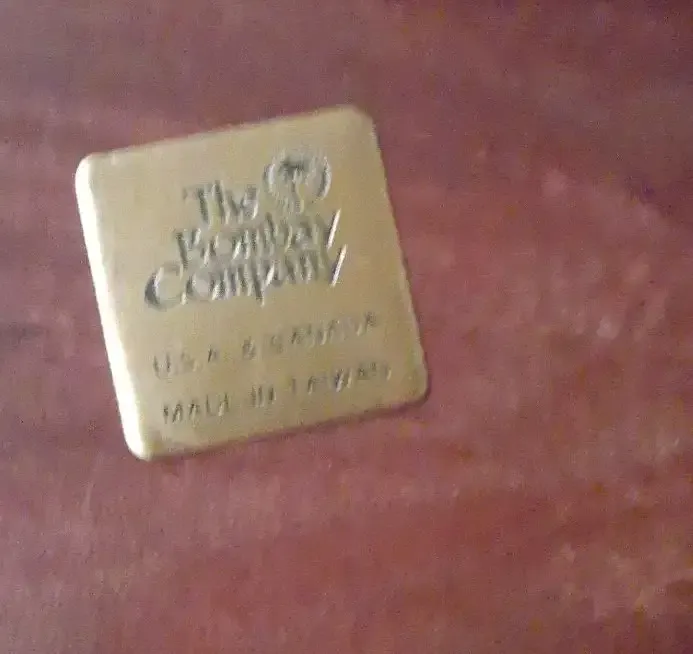 The
Bombay
Company
U.S.A. & CANADA
MADE IN TAIWAN